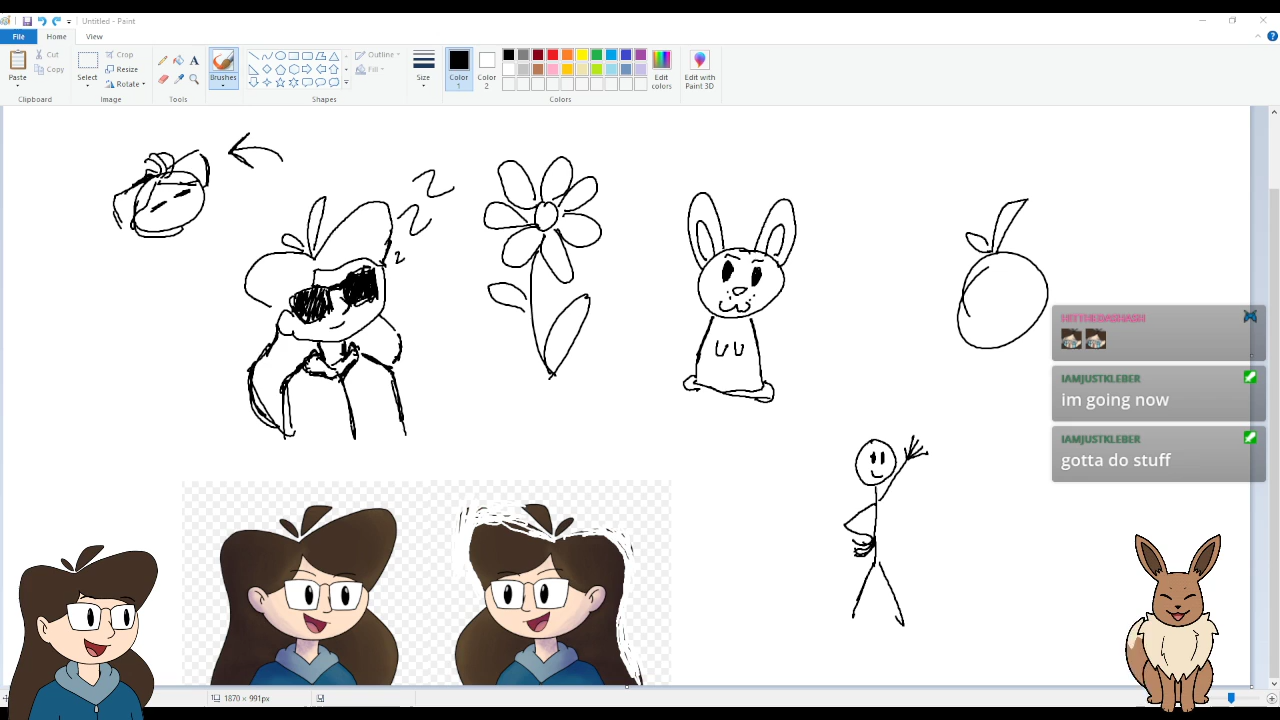 Untitled - Paint
File
Home
View
Paste
Cut
Copy
Clipboard
Select
Crop
Resize
Rotate
Image
A
Tools
Brushes
Shapes
Outline
Fill
Size
Color
1
Color
2
Edit
colors
Edit with
Paint 3D
Colors
z
z
z
IAMJUSTKLEBER
im going now
IAMJUSTKLEBER
gotta do stuff
1870 × 991px